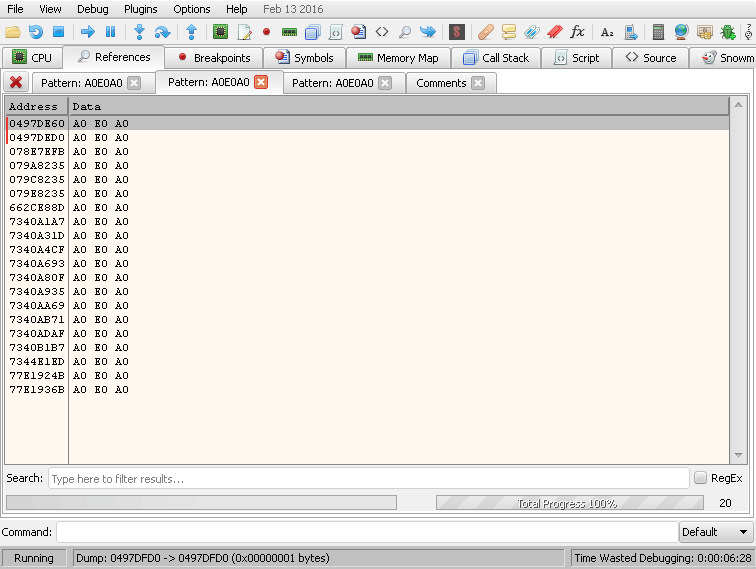 File View Debug Plugins Options Help Feb 13 2016
CPU References Breakpoints Symbols Memory Map Call Stack Script Source Snowm
Pattern: A0E0A0 Pattern: A0E0A0 Pattern: A0E0A0 Comments
Address Data
0497DE60 A0 E0 A0
0497DED0 A0 E0 A0
078E7EFB A0 E0 A0
079A8235 A0 E0 A0
079C8235 A0 E0 A0
079E8235 A0 E0 A0
662CE88D A0 E0 A0
7340A1A7 A0 E0 A0
7340A31D A0 E0 A0
7340A4CF A0 E0 A0
7340A693 A0 E0 A0
7340A80F A0 E0 A0
7340A935 A0 E0 A0
7340AA69 A0 E0 A0
7340AB71 A0 E0 A0
7340ADAF A0 E0 A0
7340B1B7 A0 E0 A0
7344E1ED A0 E0 A0
77E1924B A0 E0 A0
77E1936B A0 E0 A0
Search: Type here to filter results... RegEx
Total Progress 100% 20
Command: Default
Running Dump: 0497DFD0 -> 0497DFD0 (0x00000001 bytes) Time Wasted Debugging: 0:00:06:28